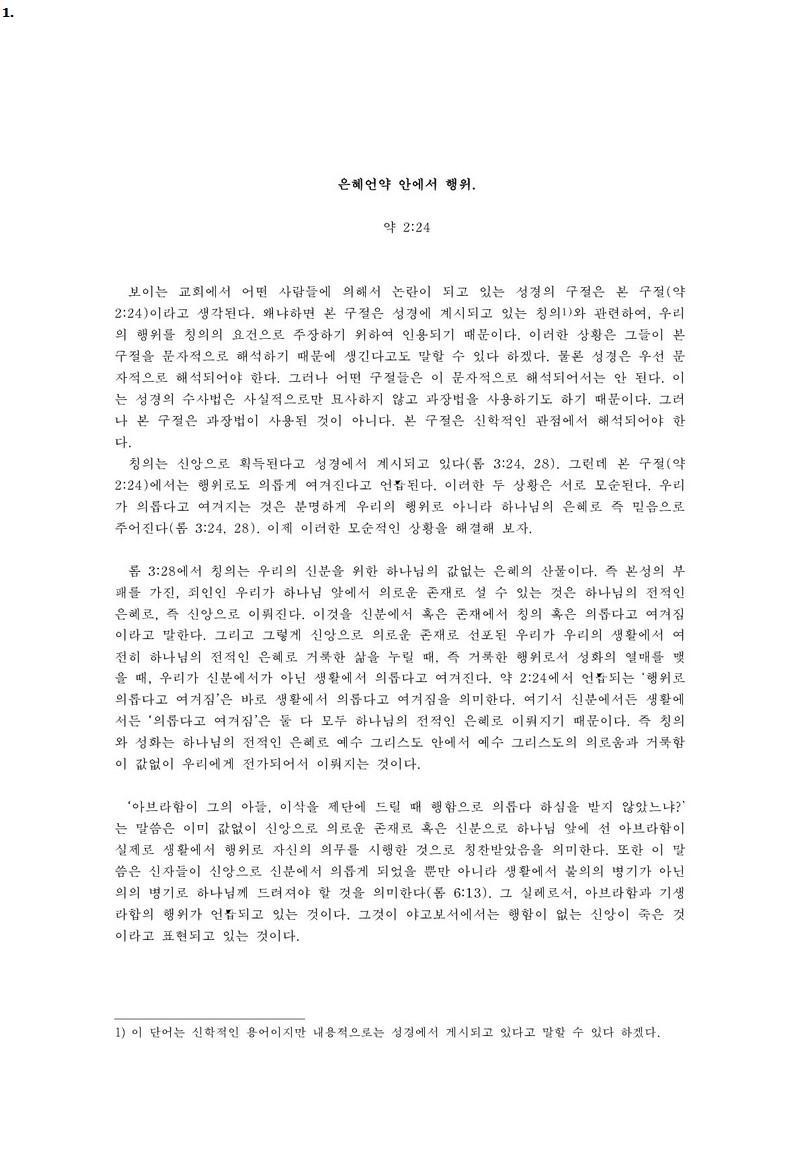 1.
은혜언약 안에서 행위.
약 2:24
보이는 교회에서 어떤 사람들에 의해서 논란이 되고 있는 성경의 구절은 본 구절(약
2:24)이라고 생각된다. 왜냐하면 본 구절은 성경에 계시되고 있는 칭의1)와 관련하여, 우리
의 행위를 칭의의 요건으로 주장하기 위하여 인용되기 때문이다. 이러한 상황은 그들이 본
구절을 문자적으로 해석하기 때문에 생긴다고도 말할 수 있다 하겠다. 물론 성경은 우선 문
자적으로 해석되어야 한다. 그러나 어떤 구절들은 이 문자적으로 해석되어서는 안 된다. 이
는 성경의 수사법은 사실적으로만 묘사하지 않고 과장법을 사용하기도 하기 때문이다. 그러
나 본 구절은 과장법이 사용된 것이 아니다. 본 구절은 신학적인 관점에서 해석되어야 한
다.
칭의는 신앙으로 획득된다고 성경에서 계시되고 있다(롬 3:24, 28). 그런데 본 구절(약
2:24)에서는 행위로도 의롭게 여겨진다고 언급된다. 이러한 두 상황은 서로 모순된다. 우리
가 의롭다고 여겨지는 것은 분명하게 우리의 행위로 아니라 하나님의 은혜로 즉 믿음으로
주어진다(롬 3:24, 28). 이제 이러한 모순적인 상황을 해결해 보자.
롬 3:28에서 칭의는 우리의 신분을 위한 하나님의 값없는 은혜의 산물이다. 즉 본성의 부
패를 가진, 죄인인 우리가 하나님 앞에서 의로운 존재로 설 수 있는 것은 하나님의 전적인
은혜로, 즉 신앙으로 이뤄진다. 이것을 신분에서 혹은 존재에서 칭의 혹은 의롭다고 여겨짐
이라고 말한다. 그리고 그렇게 신앙으로 의로운 존재로 선포된 우리가 우리의 생활에서 여
전히 하나님의 전적인 은혜로 거룩한 삶을 누릴 때, 즉 거룩한 행위로서 성화의 열매를 맺
을 때, 우리가 신분에서가 아닌 생활에서 의롭다고 여겨진다. 약 2:24에서 언급되는 ‘행위로
의롭다고 여겨짐’은 바로 생활에서 의롭다고 여겨짐을 의미한다. 여기서 신분에서든 생활에
서든 ‘의롭다고 여겨짐’은 둘 다 모두 하나님의 전적인 은혜로 이뤄지기 때문이다. 즉 칭의
와 성화는 하나님의 전적인 은혜로 예수 그리스도 안에서 예수 그리스도의 의로움과 거룩함
이 값없이 우리에게 전가되어서 이뤄지는 것이다.
‘아브라함이 그의 아들, 이삭을 제단에 드릴 때 행함으로 의롭다 하심을 받지 않았느냐?’
는 말씀은 이미 값없이 신앙으로 의로운 존재로 혹은 신분으로 하나님 앞에 선 아브라함이
실제로 생활에서 행위로 자신의 의무를 시행한 것으로 칭찬받았음을 의미한다. 또한 이 말
씀은 신자들이 신앙으로 신분에서 의롭게 되었을 뿐만 아니라 생활에서 불의의 병기가 아닌
의의 병기로 하나님께 드려져야 할 것을 의미한다(롬 6:13). 그 실례로서, 아브라함과 기생
라합의 행위가 언급되고 있는 것이다. 그것이 야고보서에서는 행함이 없는 신앙이 죽은 것
이라고 표현되고 있는 것이다.
1) 이 단어는 신학적인 용어이지만 내용적으로는 성경에서 계시되고 있다고 말할 수 있다 하겠다.